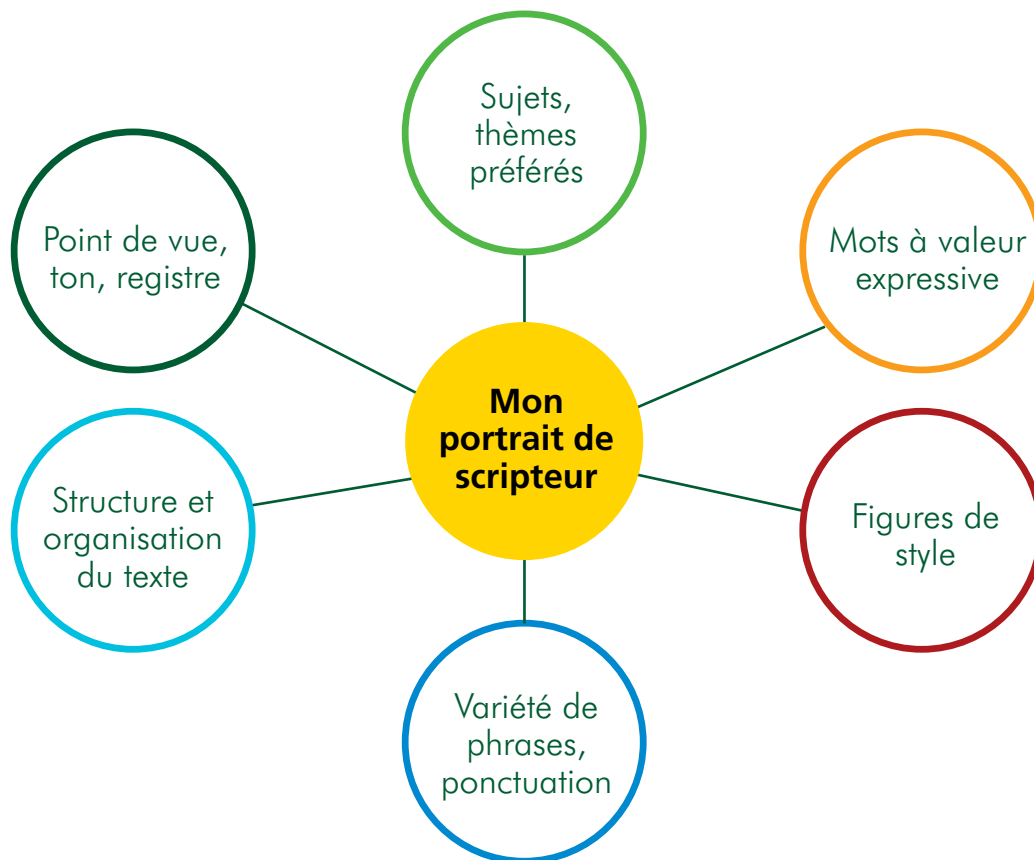 Sujets,
thèmes
préférés
Point de vue,
ton, registre
Mots à valeur
expressive
Mon
portrait de
scripteur
Structure et
organisation
du texte
Figures de
style
Variété de
phrases,
ponctuation